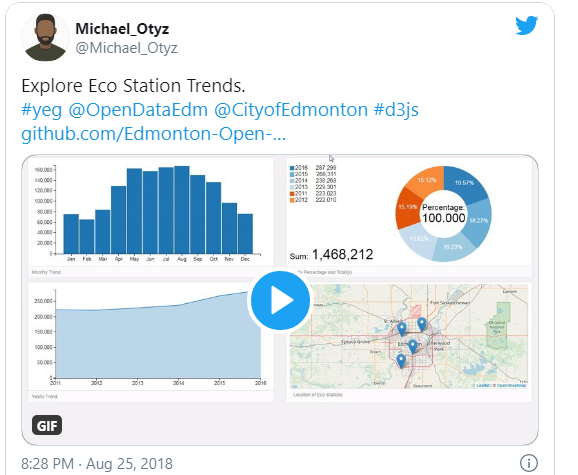 Michael_Otyz
@Michael_Otyz
Explore Eco Station Trends.
#yeg @OpenDataEdm @CityofEdmonton #d3js
github.com/Edmonton-Open-…
160,000
140,000
120,000
100,000
80,000
60,000
40,000
20,000
0
Jan Feb Mar Apr May Jun Jul Aug Sep Oct Nov Dec
Monthly Trend
2016 287,299
2015 268,311
2014 238,268
2013 229,301
2011 223,023
2012 222,010
Sum: 1,468,212
15.12%
19.57%
15.19%
18.27%
15.62%
16.23%
Percentage:
100.000
Percentage and Total(s)
250,000
200,000
150,000
100,000
50,000
0
2011 2012 2013 2014 2015 2016
Yearly Trend
Fort Saskatchewan
St. Albert
Spruce Grove
Sherwood
Park
Beaumont
Leaflet | © OpenStreetMap
Location of Eco Stations
GIF
8:28 PM · Aug 25, 2018